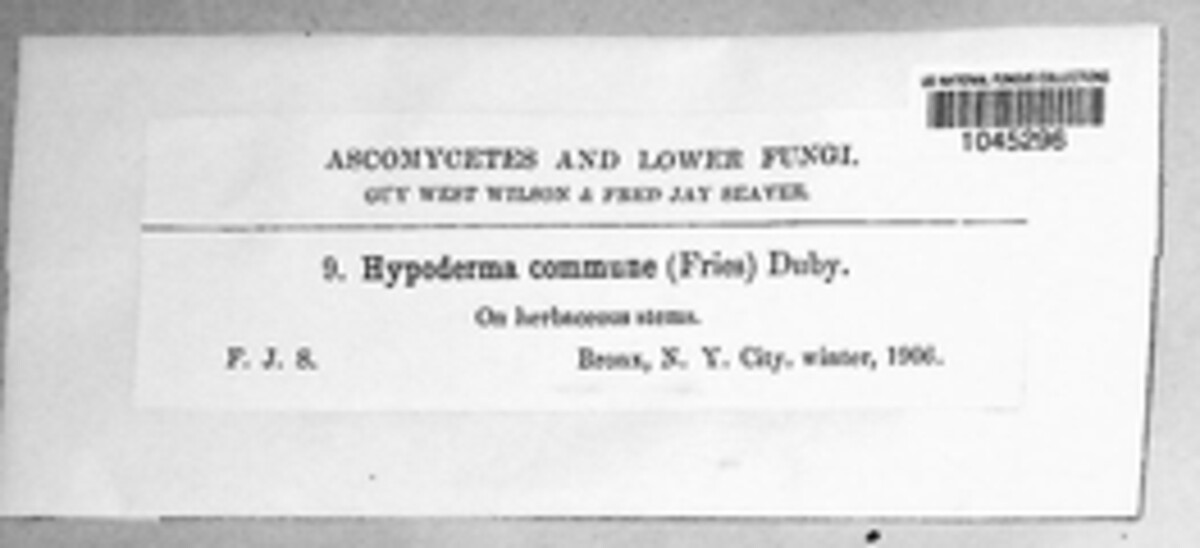 US NATIONAL FUNGUS COLLECTIONS
1045296
ASCOMYCETES AND LOWER FUNGI.
GUY WEST WILSON & FRED JAY SEAVER.
9. Hypoderma commune (Fries) Duby.
On herbaceous stems.
F. J. S. Bronx, N. Y. City. winter, 1906.